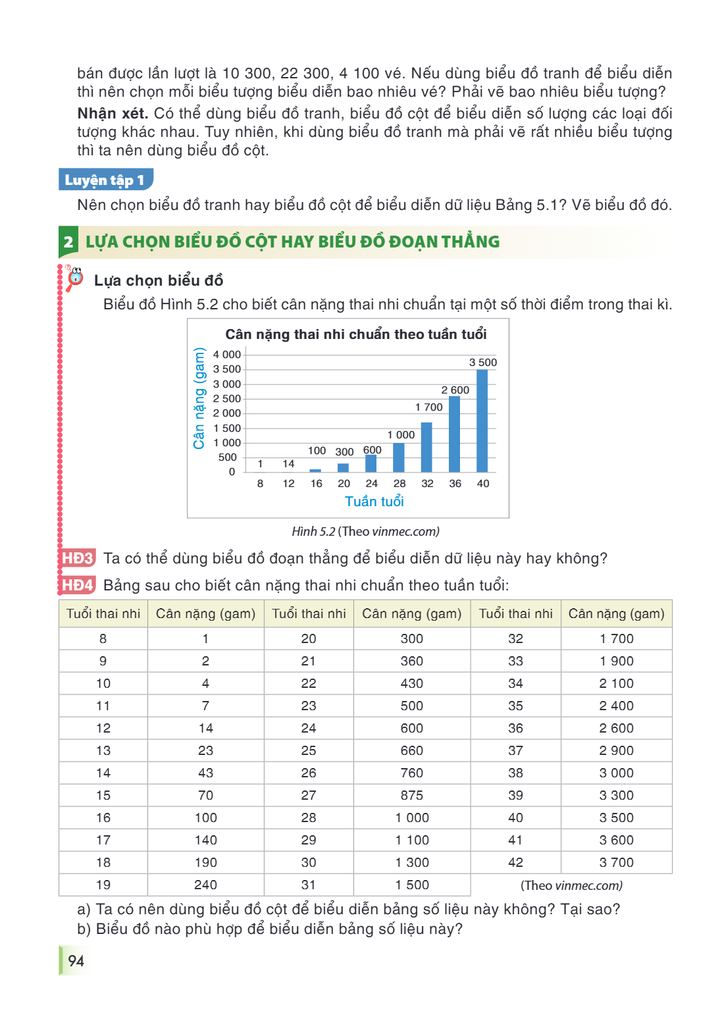 bán được lần lượt là 10 300, 22 300, 4 100 vé. Nếu dùng biểu đồ tranh để biểu diễn
thì nên chọn mỗi biểu tượng biểu diễn bao nhiêu vé? Phải vẽ bao nhiêu biểu tượng?
Nhận xét. Có thể dùng biểu đồ tranh, biểu đồ cột để biểu diễn số lượng các loại đối
tượng khác nhau. Tuy nhiên, khi dùng biểu đồ tranh mà phải vẽ rất nhiều biểu tượng
thì ta nên dùng biểu đồ cột.
Luyện tập 1
Nên chọn biểu đồ tranh hay biểu đồ cột để biểu diễn dữ liệu Bảng 5.1? Vẽ biểu đồ đó.
2 LỰA CHỌN BIỂU ĐỒ CỘT HAY BIỂU ĐỒ ĐOẠN THẲNG
Lựa chọn biểu đồ
Biểu đồ Hình 5.2 cho biết cân nặng thai nhi chuẩn tại một số thời điểm trong thai kì.
Cân nặng thai nhi chuẩn theo tuần tuổi
Cân nặng (gam)
4 000
3 500
3 000
2 500
2 000
1 500
1 000
500
0
1 14 100 300 600 1 000 1 700 2 600 3 500
8 12 16 20 24 28 32 36 40
Tuần tuổi
Hình 5.2 (Theo vinmec.com)
HĐ3 Ta có thể dùng biểu đồ đoạn thẳng để biểu diễn dữ liệu này hay không?
HĐ4 Bảng sau cho biết cân nặng thai nhi chuẩn theo tuần tuổi:
Tuổi thai nhi Cân nặng (gam) Tuổi thai nhi Cân nặng (gam) Tuổi thai nhi Cân nặng (gam)
8 1 20 300 32 1 700
9 2 21 360 33 1 900
10 4 22 430 34 2 100
11 7 23 500 35 2 400
12 14 24 600 36 2 600
13 23 25 660 37 2 900
14 43 26 760 38 3 000
15 70 27 875 39 3 300
16 100 28 1 000 40 3 500
17 140 29 1 100 41 3 600
18 190 30 1 300 42 3 700
19 240 31 1 500 (Theo vinmec.com)
a) Ta có nên dùng biểu đồ cột để biểu diễn bảng số liệu này không? Tại sao?
b) Biểu đồ nào phù hợp để biểu diễn bảng số liệu này?
94